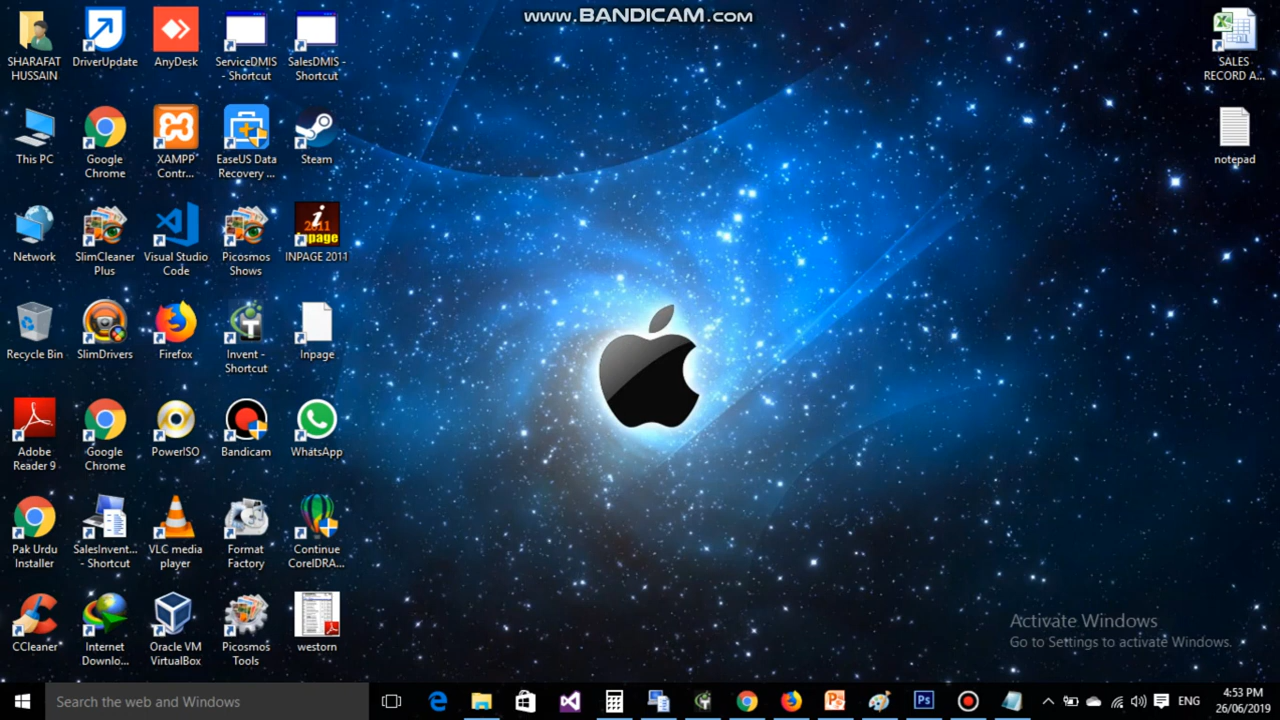 www.BANDICAM.com
SHARAFAT
HUSSAIN
DriverUpdate
AnyDesk
ServiceDMIS
- Shortcut
SalesDMIS -
Shortcut
SALES
RECORD A...
This PC
Google
Chrome
XAMPP
Contr...
EaseUS Data
Recovery ...
Steam
notepad
Network
SlimCleaner
Plus
Visual Studio
Code
Picosmos
Shows
2011
inpage
INPAGE 2011
Recycle Bin
SlimDrivers
Firefox
Invent -
Shortcut
Inpage
Adobe
Reader 9
Google
Chrome
PowerISO
Bandicam
WhatsApp
Pak Urdu
Installer
SalesInvent...
- Shortcut
VLC media
player
Format
Factory
Continue
CorelDRA...
CCleaner
Internet
Downlo...
Oracle VM
VirtualBox
Picosmos
Tools
westorn
Activate Windows
Go to Settings to activate Windows.
Search the web and Windows
Ps
ENG
4:53 PM
26/06/2019